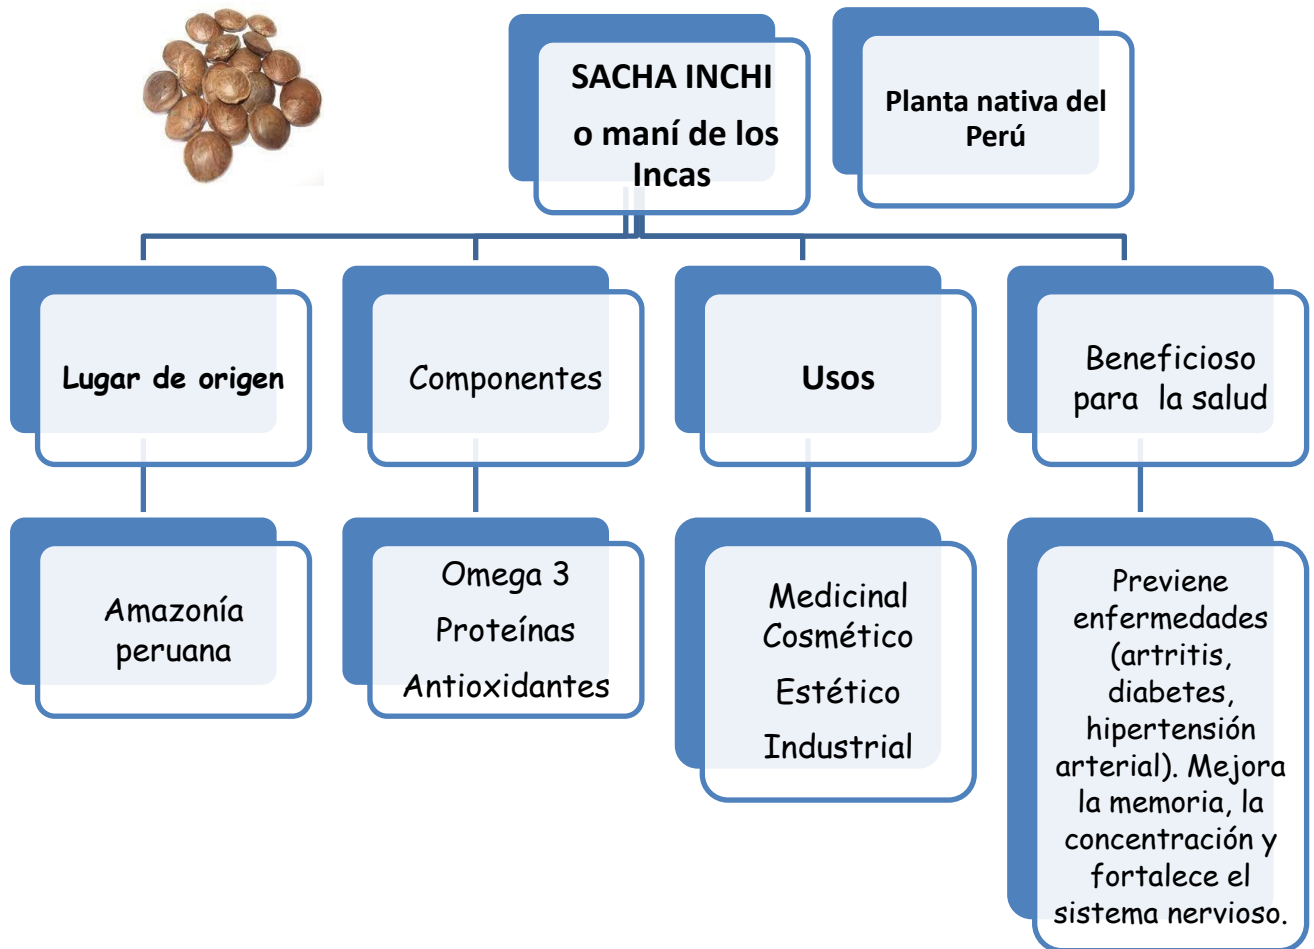 SACHA INCHI
o maní de los
Incas
Planta nativa del
Perú
Lugar de origen
Componentes
Usos
Beneficioso
para la salud
Amazonía
peruana
Omega 3
Proteínas
Antioxidantes
Medicinal
Cosmético
Estético
Industrial
Previene
enfermedades
(artritis,
diabetes,
hipertensión
arterial). Mejora
la memoria, la
concentración y
fortalece el
sistema nervioso.